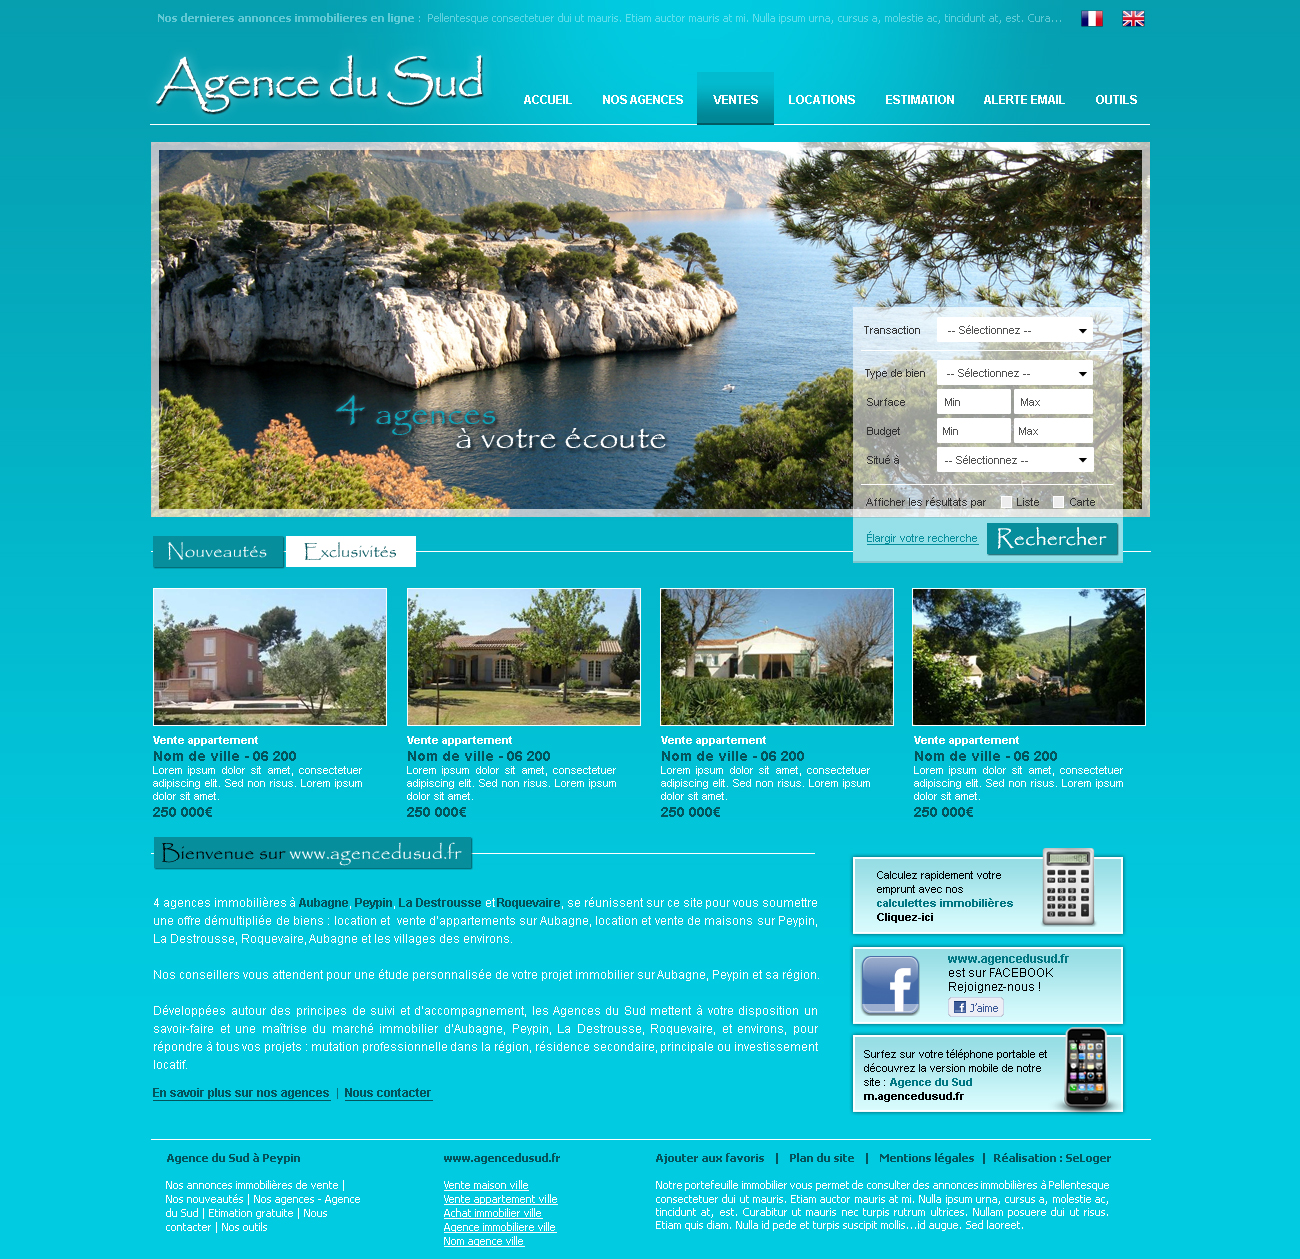 Nos dernieres annonces immobilieres en ligne : Pellentesque consectetuer dui ut mauris. Etiam auctor mauris at mi. Nulla ipsum urna, cursus a, molestie ac, tincidunt at, est. Cura...
Agence du Sud
ACCUEIL NOS AGENCES VENTES LOCATIONS ESTIMATION ALERTE EMAIL OUTILS
4 agences
à votre écoute
Transaction -- Sélectionnez --
Type de bien -- Sélectionnez --
Surface Min Max
Budget Min Max
Situé à -- Sélectionnez --
Afficher les résultats par Liste Carte
Élargir votre recherche Rechercher
Nouveautés Exclusivités
Vente appartement
Nom de ville - 06 200
Lorem ipsum dolor sit amet, consectetuer
adipiscing elit. Sed non risus. Lorem ipsum
dolor sit amet.
250 000€
Vente appartement
Nom de ville - 06 200
Lorem ipsum dolor sit amet, consectetuer
adipiscing elit. Sed non risus. Lorem ipsum
dolor sit amet.
250 000€
Vente appartement
Nom de ville - 06 200
Lorem ipsum dolor sit amet, consectetuer
adipiscing elit. Sed non risus. Lorem ipsum
dolor sit amet.
250 000€
Vente appartement
Nom de ville - 06 200
Lorem ipsum dolor sit amet, consectetuer
adipiscing elit. Sed non risus. Lorem ipsum
dolor sit amet.
250 000€
Bienvenue sur www.agencedusud.fr
4 agences immobilières à Aubagne, Peypin, La Destrousse et Roquevaire, se réunissent sur ce site pour vous soumettre
une offre démultipliée de biens : location et vente d'appartements sur Aubagne, location et vente de maisons sur Peypin,
La Destrousse, Roquevaire, Aubagne et les villages des environs.
Nos conseillers vous attendent pour une étude personnalisée de votre projet immobilier sur Aubagne, Peypin et sa région.
Développées autour des principes de suivi et d'accompagnement, les Agences du Sud mettent à votre disposition un
savoir-faire et une maîtrise du marché immobilier d'Aubagne, Peypin, La Destrousse, Roquevaire, et environs, pour
répondre à tous vos projets : mutation professionnelle dans la région, résidence secondaire, principale ou investissement
locatif.
En savoir plus sur nos agences | Nous contacter
Calculez rapidement votre
emprunt avec nos
calculettes immobilières
Cliquez-ici
www.agencedusud.fr
est sur FACEBOOK
Rejoignez-nous !
J'aime
Surfez sur votre téléphone portable et
découvrez la version mobile de notre
site : Agence du Sud
m.agencedusud.fr
Agence du Sud à Peypin
Nos annonces immobilières de vente |
Nos nouveautés | Nos agences - Agence
du Sud | Etimation gratuite | Nous
contacter | Nos outils
www.agencedusud.fr
Vente maison ville
Vente appartement ville
Achat immobilier ville
Agence immobiliere ville
Nom agence ville
Ajouter aux favoris | Plan du site | Mentions légales | Réalisation : SeLoger
Notre portefeuille immobilier vous permet de consulter des annonces immobilières à Pellentesque
consectetuer dui ut mauris. Etiam auctor mauris at mi. Nulla ipsum urna, cursus a, molestie ac,
tincidunt at, est. Curabitur ut mauris nec turpis rutrum ultrices. Nullam posuere dui ut risus.
Etiam quis diam. Nulla id pede et turpis suscipit mollis...id augue. Sed laoreet.